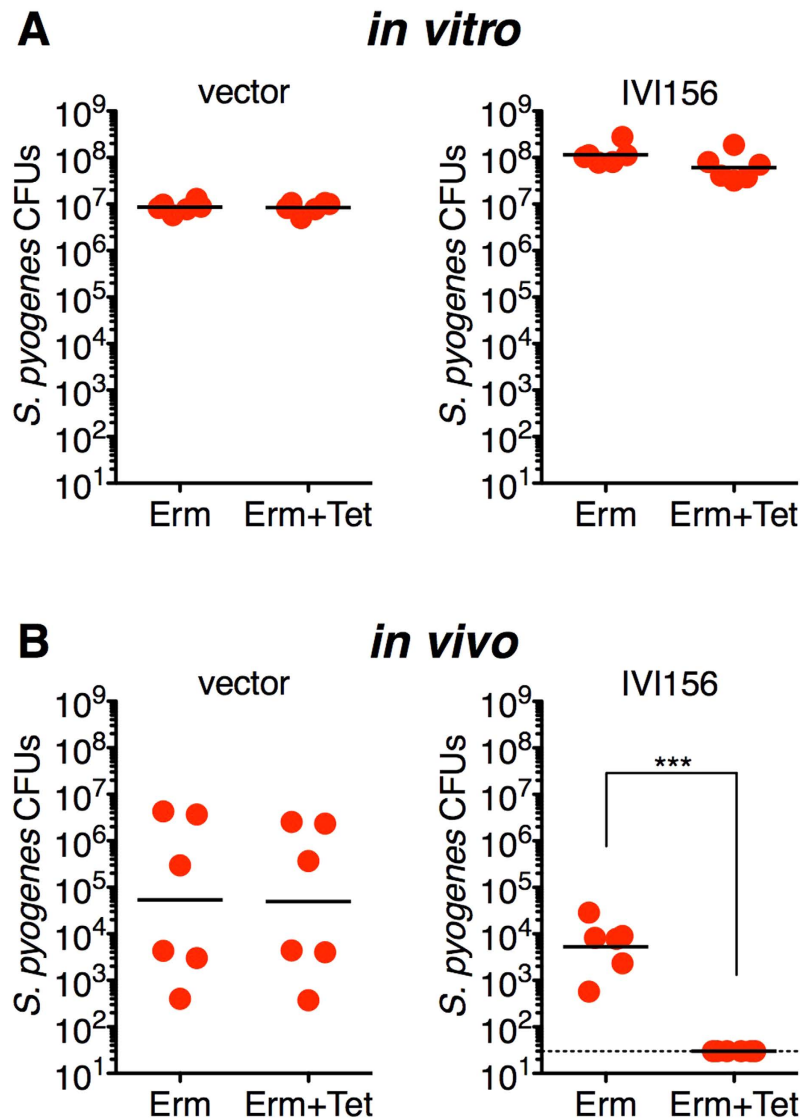 A
in vitro
vector
IVI156
S. pyogenes CFUs
10⁹
10⁸
10⁷
10⁶
10⁵
10⁴
10³
10²
10¹
Erm
Erm+Tet
S. pyogenes CFUs
10⁹
10⁸
10⁷
10⁶
10⁵
10⁴
10³
10²
10¹
Erm
Erm+Tet
B
in vivo
vector
IVI156
S. pyogenes CFUs
10⁹
10⁸
10⁷
10⁶
10⁵
10⁴
10³
10²
10¹
Erm
Erm+Tet
S. pyogenes CFUs
10⁹
10⁸
10⁷
10⁶
10⁵
10⁴
10³
10²
10¹
***
Erm
Erm+Tet